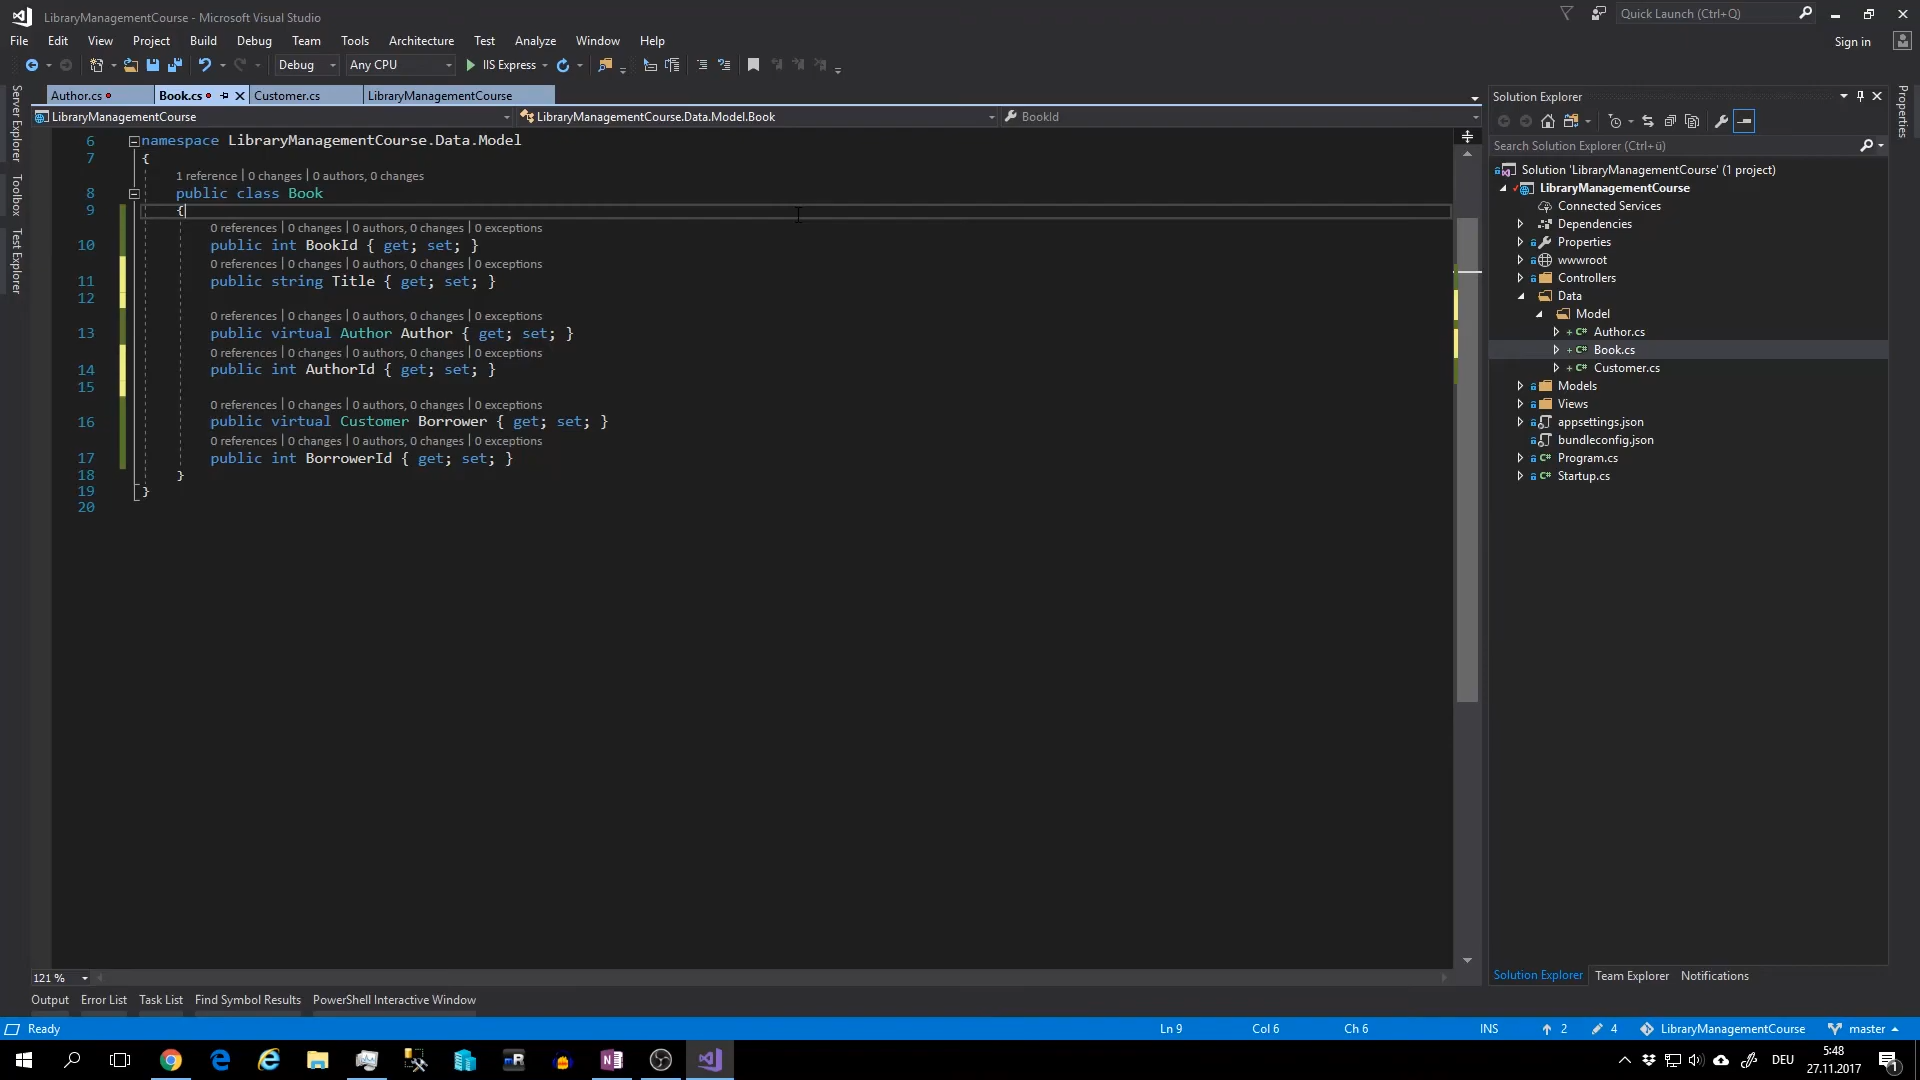 LibraryManagementCourse - Microsoft Visual Studio
Quick Launch (Ctrl+Q)
File Edit View Project Build Debug Team Tools Architecture Test Analyze Window Help
Sign in
Debug Any CPU IIS Express
Author.cs Book.cs Customer.cs LibraryManagementCourse
LibraryManagementCourse LibraryManagementCourse.Data.Model.Book BookId
Server Explorer
Toolbox
Test Explorer
6 namespace LibraryManagementCourse.Data.Model
7 {
1 reference | 0 changes | 0 authors, 0 changes
8 public class Book
9 {
0 references | 0 changes | 0 authors, 0 changes | 0 exceptions
10 public int BookId { get; set; }
0 references | 0 changes | 0 authors, 0 changes | 0 exceptions
11 public string Title { get; set; }
12
0 references | 0 changes | 0 authors, 0 changes | 0 exceptions
13 public virtual Author Author { get; set; }
0 references | 0 changes | 0 authors, 0 changes | 0 exceptions
14 public int AuthorId { get; set; }
15
0 references | 0 changes | 0 authors, 0 changes | 0 exceptions
16 public virtual Customer Borrower { get; set; }
0 references | 0 changes | 0 authors, 0 changes | 0 exceptions
17 public int BorrowerId { get; set; }
18 }
19 }
20
121 %
Solution Explorer
Search Solution Explorer (Ctrl+ü)
Solution 'LibraryManagementCourse' (1 project)
LibraryManagementCourse
Connected Services
Dependencies
Properties
wwwroot
Controllers
Data
Model
Author.cs
Book.cs
Customer.cs
Models
Views
appsettings.json
bundleconfig.json
Program.cs
Startup.cs
Solution Explorer Team Explorer Notifications
Properties
Output Error List Task List Find Symbol Results PowerShell Interactive Window
Ready Ln 9 Col 6 Ch 6 INS 2 4 LibraryManagementCourse master
DEU 5:48
27.11.2017
1